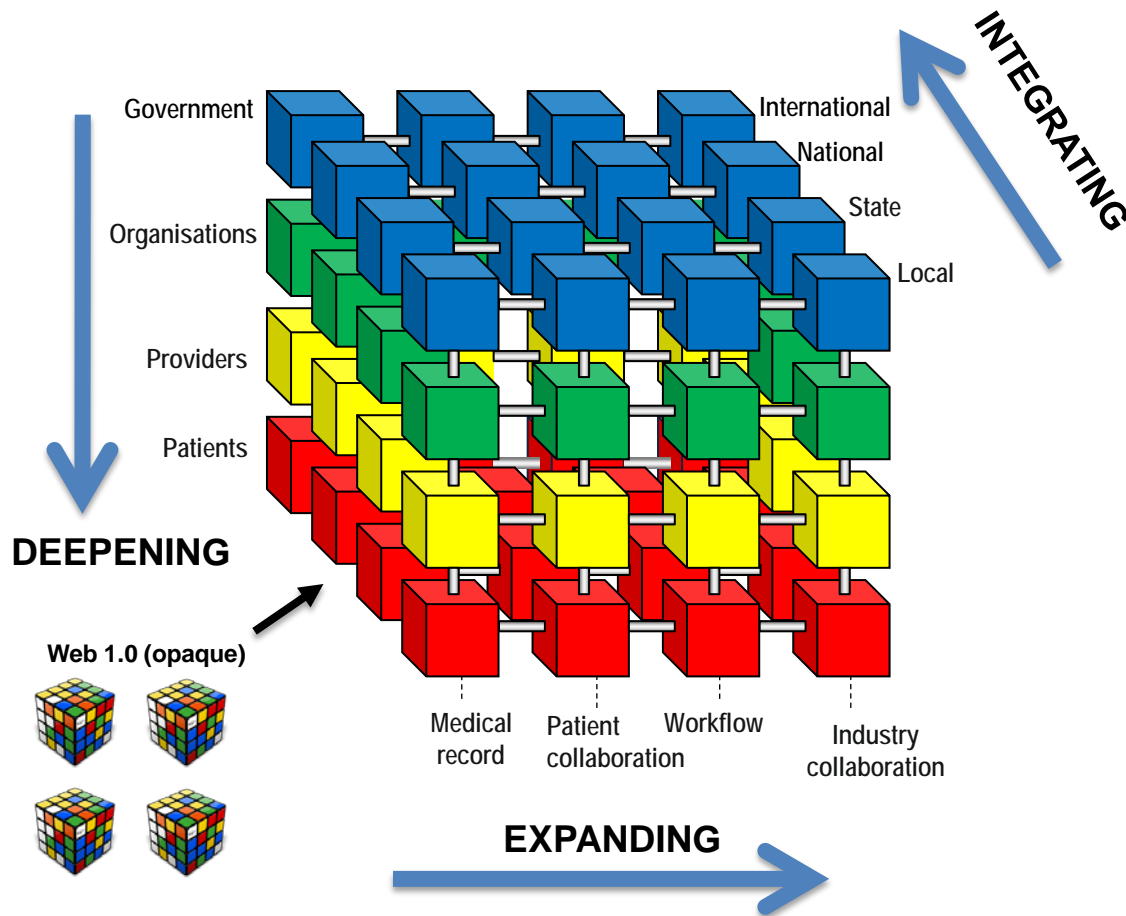 INTEGRATING
Government
International
National
State
Organisations
Local
Providers
Patients
DEEPENING
Web 1.0 (opaque)
Medical
record
Patient
collaboration
Workflow
Industry
collaboration
EXPANDING